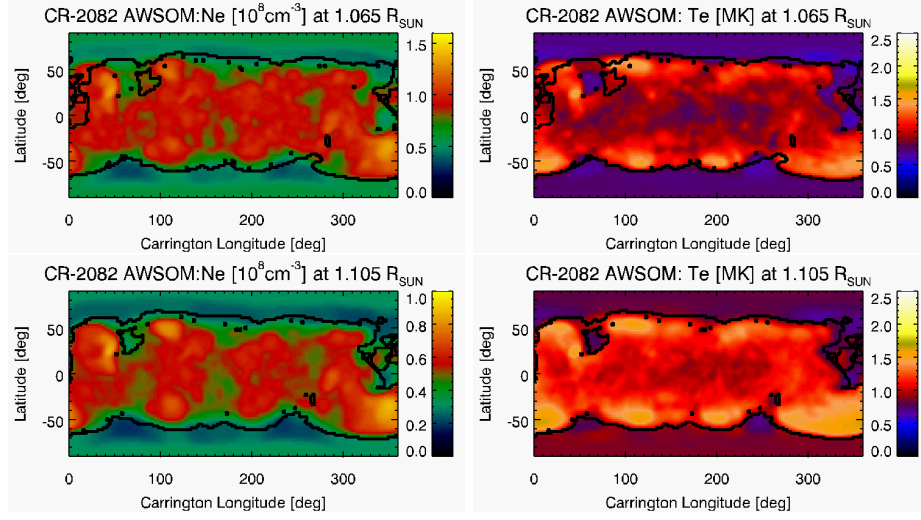 CR-2082 AWSOM:Ne [10^8cm^-3] at 1.065 R_SUN
CR-2082 AWSOM: Te [MK] at 1.065 R_SUN
Latitude [deg]
50
0
-50
0 100 200 300
Carrington Longitude [deg]
1.5
1.0
0.5
0.0
Latitude [deg]
50
0
-50
0 100 200 300
Carrington Longitude [deg]
2.5
2.0
1.5
1.0
0.5
0.0
CR-2082 AWSOM:Ne [10^8cm^-3] at 1.105 R_SUN
CR-2082 AWSOM: Te [MK] at 1.105 R_SUN
Latitude [deg]
50
0
-50
0 100 200 300
Carrington Longitude [deg]
1.0
0.8
0.6
0.4
0.2
0.0
Latitude [deg]
50
0
-50
0 100 200 300
Carrington Longitude [deg]
2.5
2.0
1.5
1.0
0.5
0.0